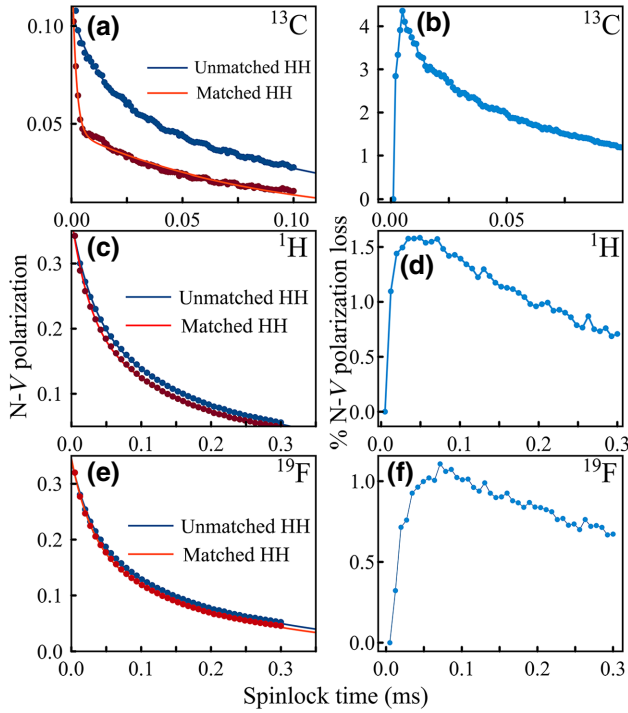 0.10
(a)
13C
Unmatched HH
Matched HH
0.05
0.00
0.05
0.10
(b)
13C
4
3
2
1
0
0.00
0.05
(c)
1H
0.3
0.2
0.1
Unmatched HH
Matched HH
0.0
0.1
0.2
0.3
N-V polarization
(d)
1H
1.5
1.0
0.5
0.0
0.0
0.1
0.2
0.3
% N-V polarization loss
(e)
19F
0.3
0.2
0.1
0.0
Unmatched HH
Matched HH
0.0
0.1
0.2
0.3
(f)
19F
1.0
0.5
0.0
0.0
0.1
0.2
0.3
Spinlock time (ms)